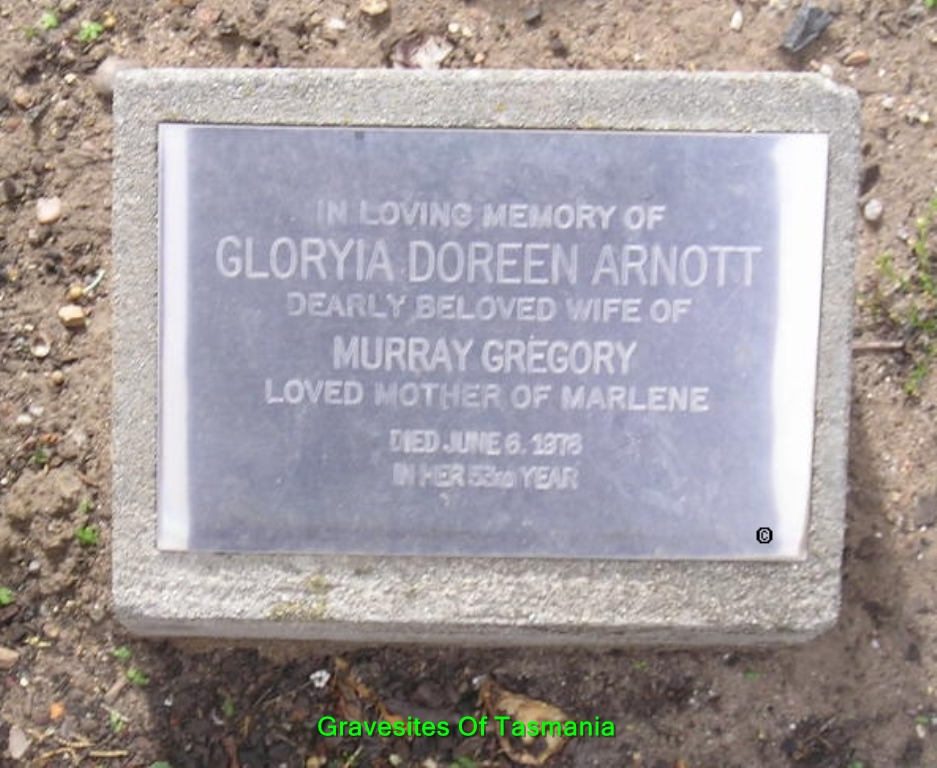 IN LOVING MEMORY OF
GLORYIA DOREEN ARNOTT
DEARLY BELOVED WIFE OF
MURRAY GREGORY
LOVED MOTHER OF MARLENE
DIED JUNE 6. 1978
IN HER 53RD YEAR
©
Gravesites Of Tasmania